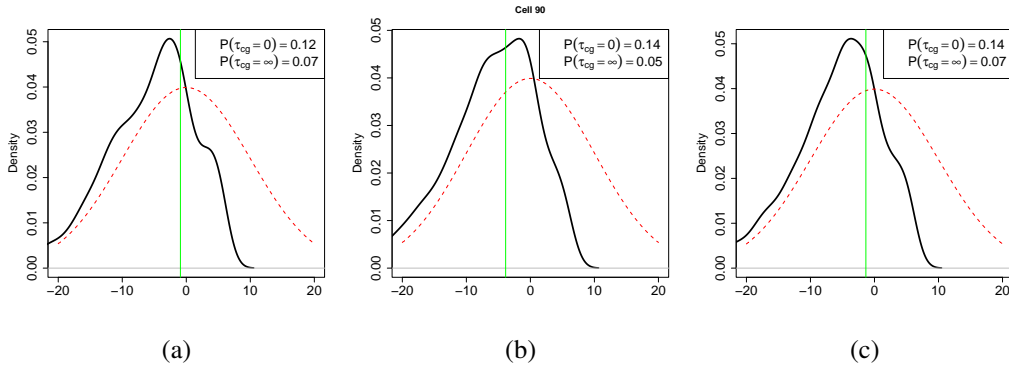 Cell 90
P(τcg = 0) = 0.12
P(τcg = ∞) = 0.07
Density
0.00 0.01 0.02 0.03 0.04 0.05
−20 −10 0 10 20
(a)
P(τcg = 0) = 0.14
P(τcg = ∞) = 0.05
Density
0.00 0.01 0.02 0.03 0.04 0.05
−20 −10 0 10 20
(b)
P(τcg = 0) = 0.14
P(τcg = ∞) = 0.07
Density
0.00 0.01 0.02 0.03 0.04 0.05
−20 −10 0 10 20
(c)